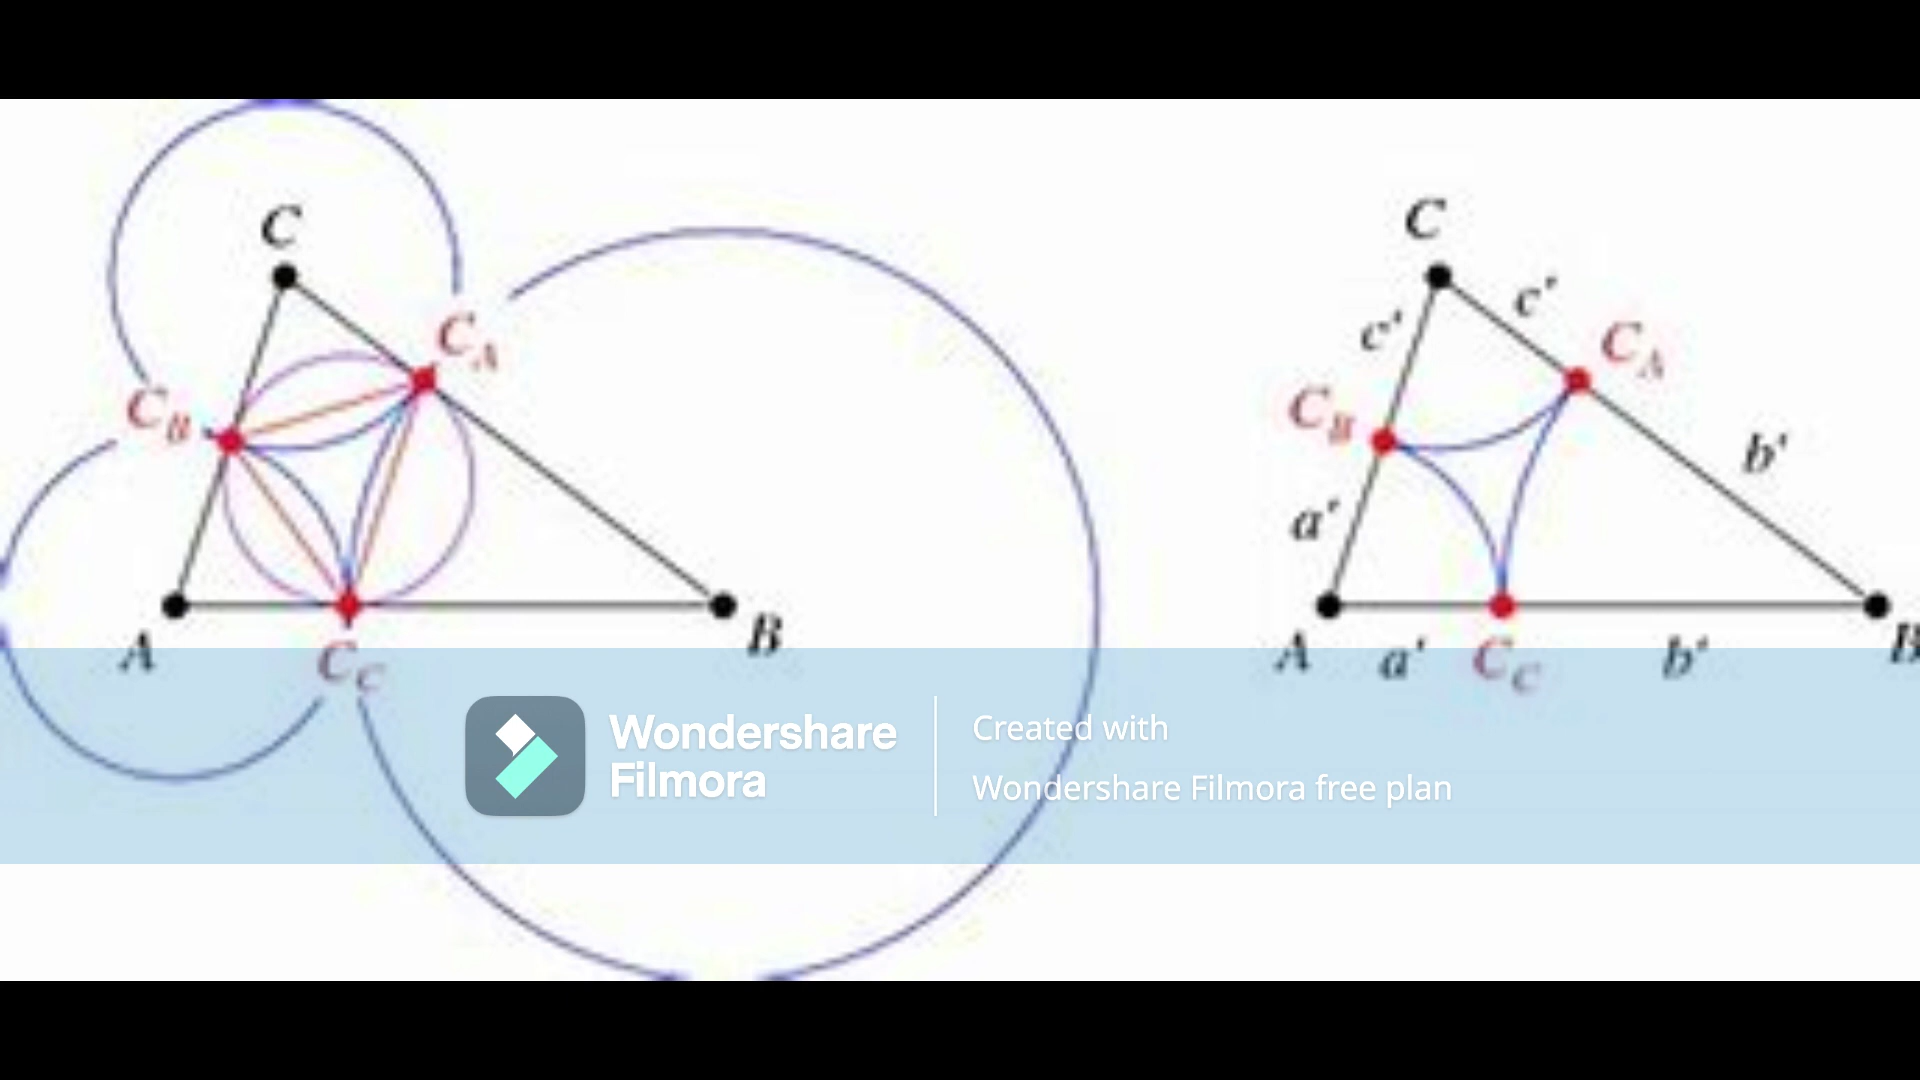 C
C_A
C_B
A
C_C
B
C
c'
c'
C_A
C_B
b'
a'
A
a'
C_C
b'
B
Wondershare
Filmora
Created with
Wondershare Filmora free plan